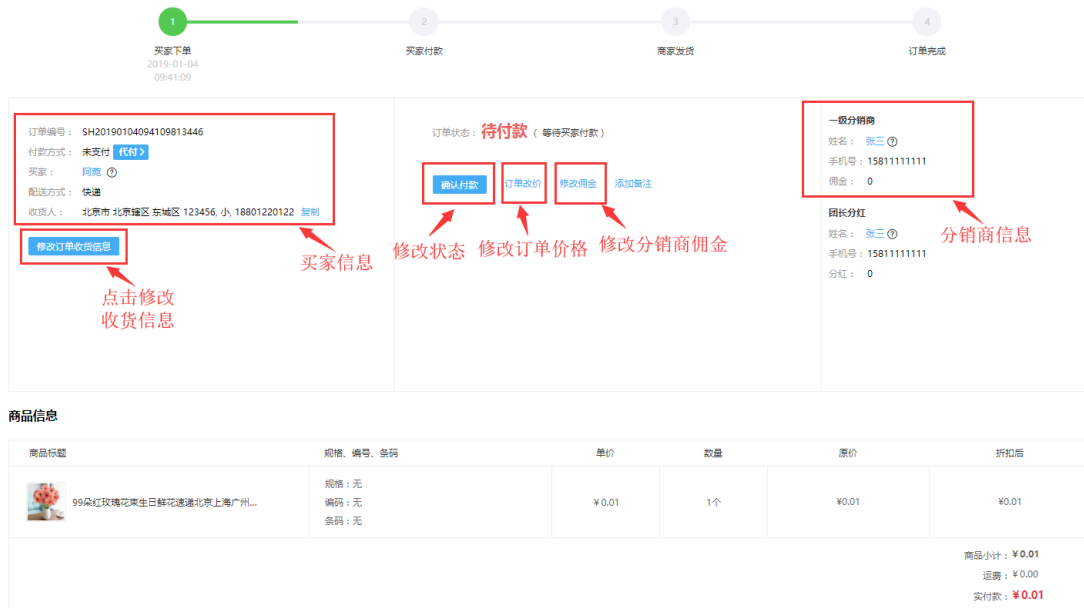 1
2
3
4
买家下单
买家付款
商家发货
订单完成
2019-01-04
09:41:09
订单编号： SH20190104094109813446
付款方式： 未支付 代付 >
买家： 阿菀 ?
配送方式： 快递
收货人： 北京市 北京辖区 东城区 123456, 小, 18801220122 复制
修改订单收货信息
买家信息
点击修改
收货信息
订单状态： 待付款 ( 等待买家付款 )
确认付款 订单改价 修改佣金 添加备注
修改状态 修改订单价格 修改分销商佣金
一级分销商
姓名： 张三 ?
手机号：15811111111
佣金： 0
团长分红
姓名： 张三 ?
手机号：15811111111
分红： 0
分销商信息
商品信息
商品标题 规格、编号、条码 单价 数量 原价 折扣后
99朵红玫瑰花束生日鲜花速递北京上海广州...
规格：无
编码：无
条码：无
¥0.01 1个 ¥0.01 ¥0.01
商品小计：¥0.01
运费：¥0.00
实付款：¥0.01